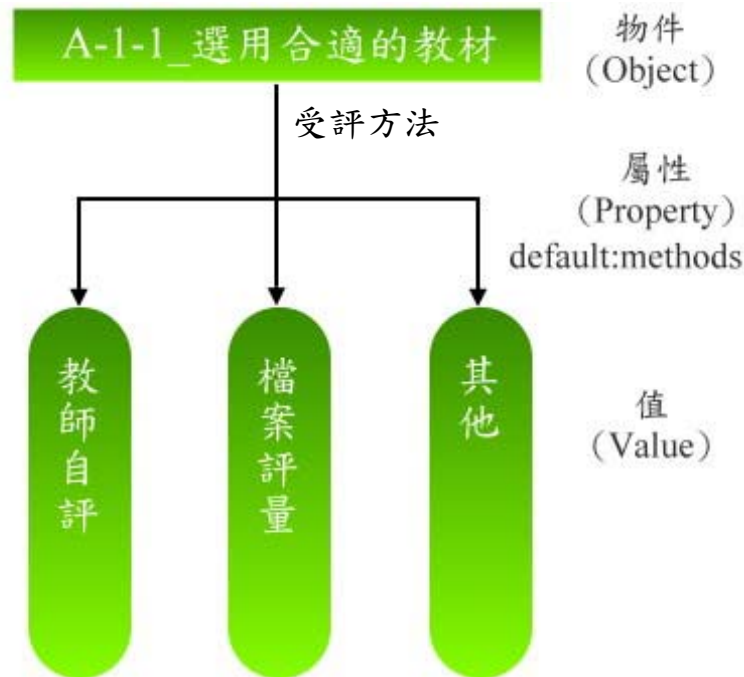 A-1-1_選用合適的教材
物件
(Object)
受評方法
屬性
(Property)
default:methods
教師自評
檔案評量
其他
值
(Value)